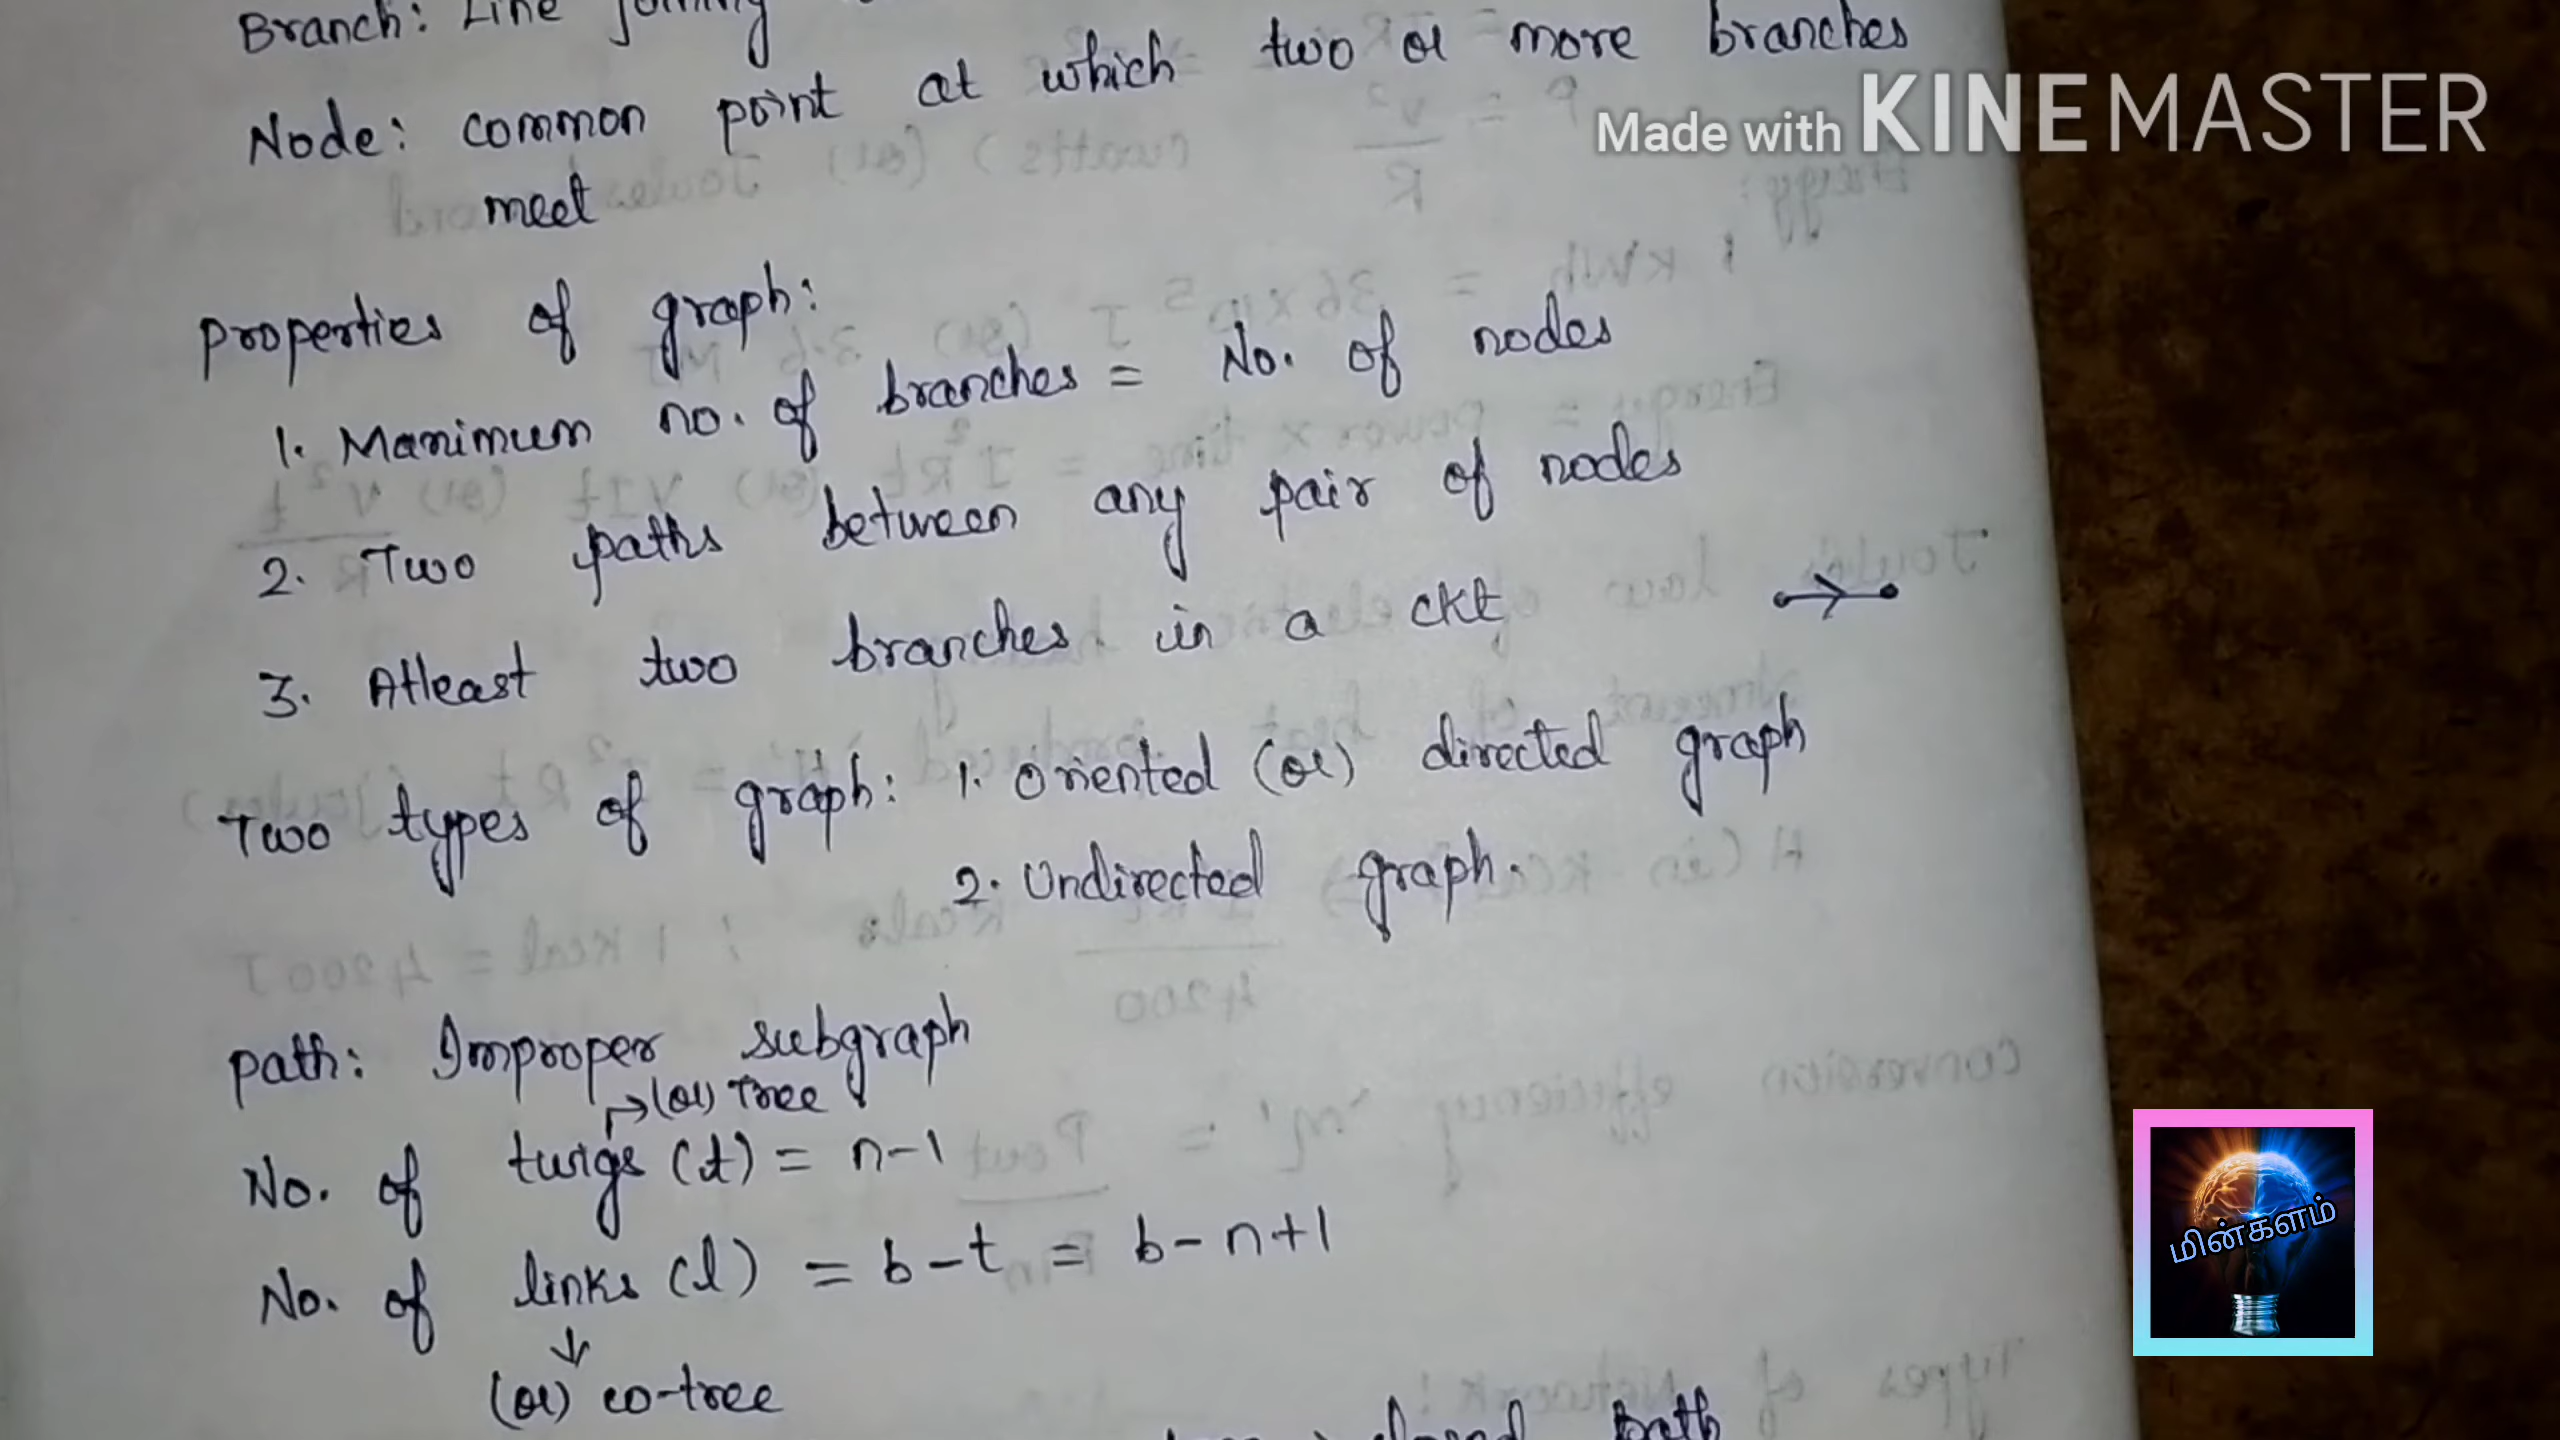 Branch: Line joining
Node: common point at which two or more branches
meet
Made with KINEMASTER
properties of graph:
1. Maximum no. of branches = No. of nodes
2. Two paths between any pair of nodes
3. Atleast two branches in a ckt
Two types of graph: 1. Oriented (or) directed graph
2. Undirected graph.
path: Improper subgraph
→(or) Tree
No. of twigs (t) = n-1
No. of links (l) = b-t = b-n+1
↓
(or) co-tree
closed path
மின்களம்